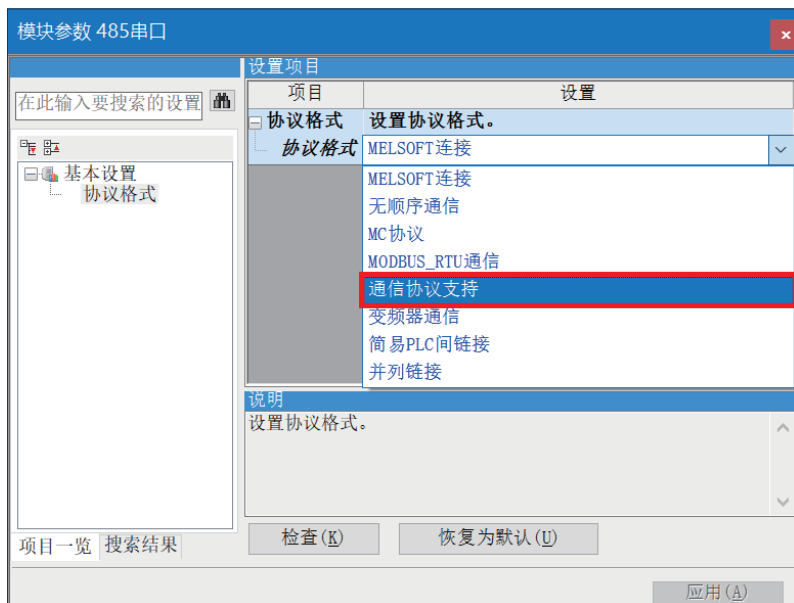 模块参数 485串口
设置项目
在此输入要搜索的设置
项目 设置
协议格式 设置协议格式。
协议格式 MELSOFT连接
基本设置
协议格式
MELSOFT连接
无顺序通信
MC协议
MODBUS_RTU通信
通信协议支持
变频器通信
简易PLC间链接
并列链接
说明
设置协议格式。
项目一览 搜索结果
检查(K) 恢复为默认(U)
应用(A)